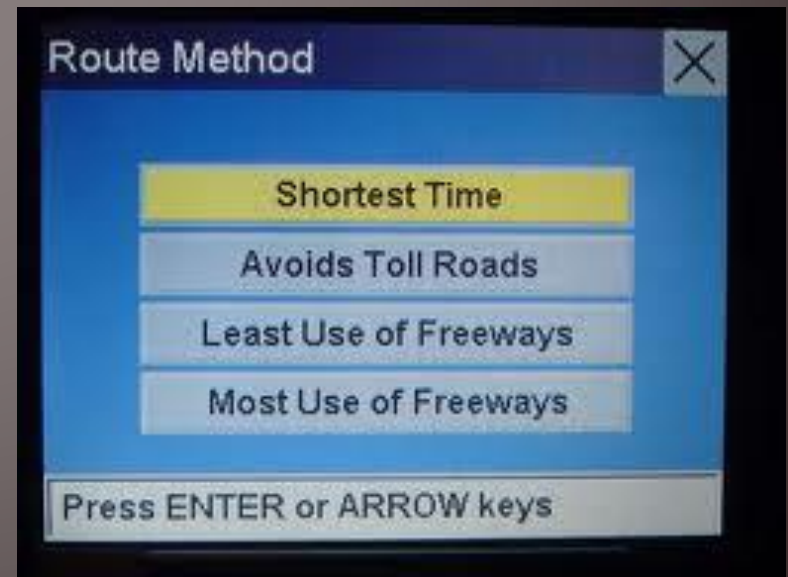 Route Method
Shortest Time
Avoids Toll Roads
Least Use of Freeways
Most Use of Freeways
Press ENTER or ARROW keys